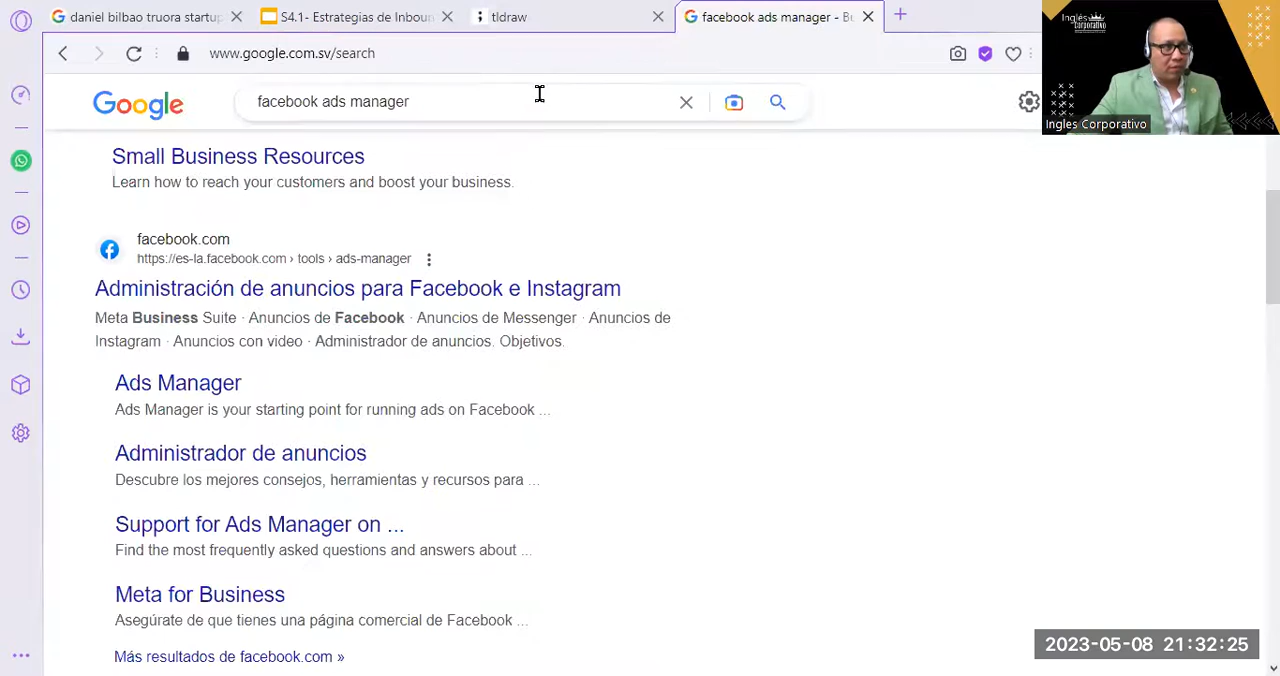 daniel bilbao truora startup
S4.1- Estrategias de Inboun
tldraw
facebook ads manager - Bu
www.google.com.sv/search
Google
facebook ads manager
Inglés
Corporativo
Ingles Corporativo
Small Business Resources
Learn how to reach your customers and boost your business.
facebook.com
https://es-la.facebook.com › tools › ads-manager
Administración de anuncios para Facebook e Instagram
Meta Business Suite · Anuncios de Facebook · Anuncios de Messenger · Anuncios de
Instagram · Anuncios con video · Administrador de anuncios. Objetivos.
Ads Manager
Ads Manager is your starting point for running ads on Facebook ...
Administrador de anuncios
Descubre los mejores consejos, herramientas y recursos para ...
Support for Ads Manager on ...
Find the most frequently asked questions and answers about ...
Meta for Business
Asegúrate de que tienes una página comercial de Facebook ...
Más resultados de facebook.com »
2023-05-08 21:32:25